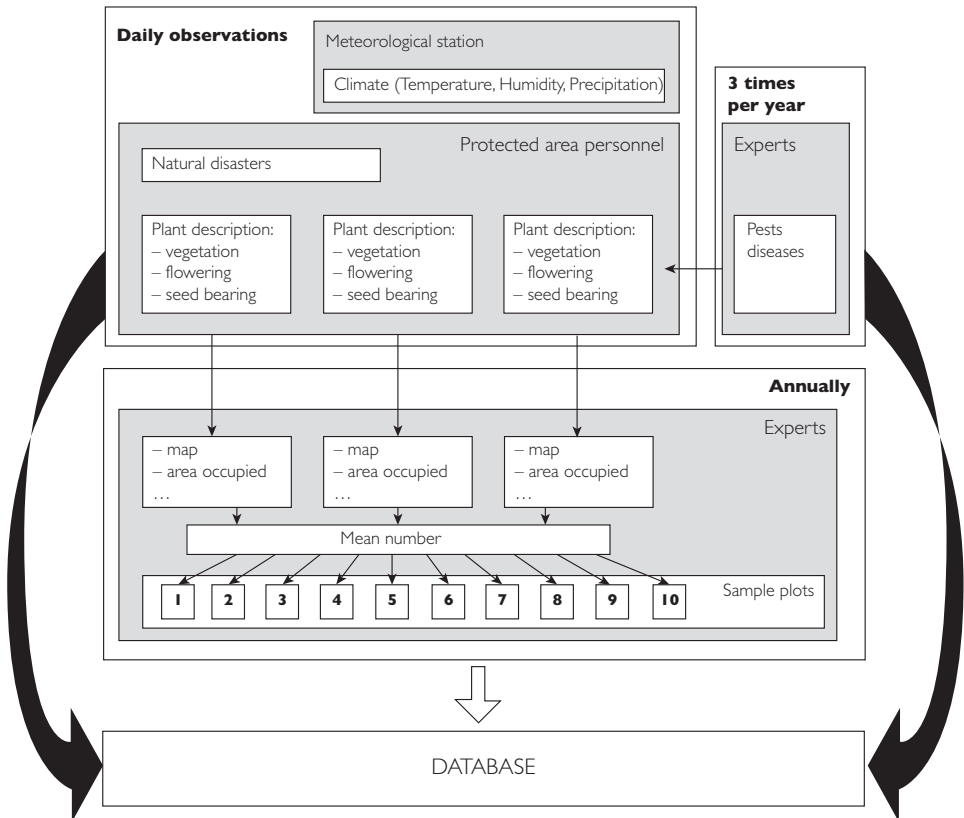 Daily observations
Meteorological station
Climate (Temperature, Humidity, Precipitation)
3 times
per year
Protected area personnel
Experts
Natural disasters
Plant description:
– vegetation
– flowering
– seed bearing
Plant description:
– vegetation
– flowering
– seed bearing
Plant description:
– vegetation
– flowering
– seed bearing
Pests
diseases
Annually
Experts
– map
– area occupied
…
– map
– area occupied
…
– map
– area occupied
…
Mean number
Sample plots
1 2 3 4 5 6 7 8 9 10
DATABASE